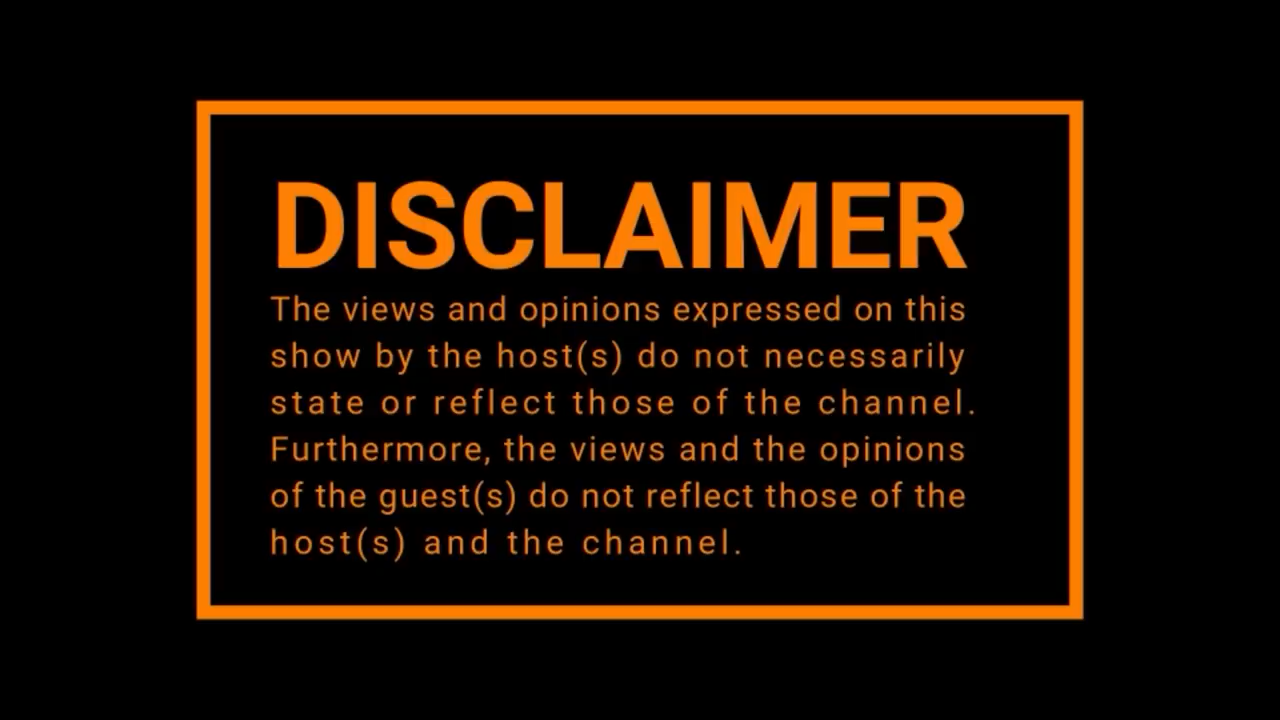 DISCLAIMER
The views and opinions expressed on this
show by the host(s) do not necessarily
state or reflect those of the channel.
Furthermore, the views and the opinions
of the guest(s) do not reflect those of the
host(s) and the channel.